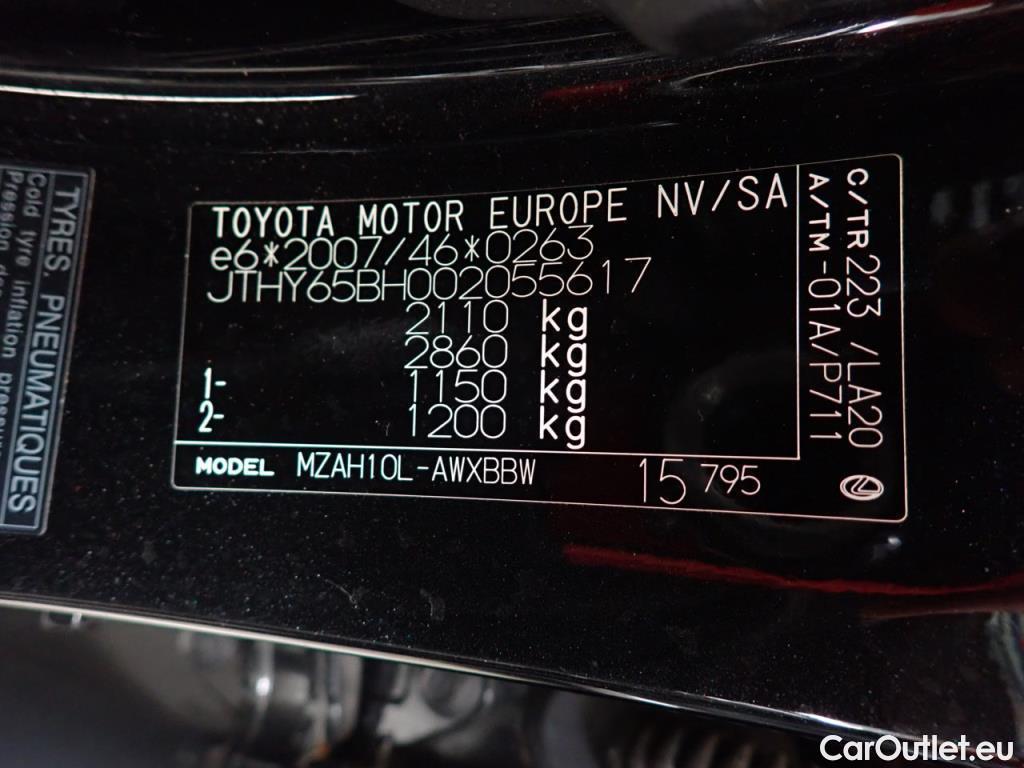 TOYOTA MOTOR EUROPE NV/SA
e6*2007/46*0263
JTHY65BH002055617
2110 kg
2860 kg
1- 1150 kg
2- 1200 kg
MODEL MZAH10L-AWXBBW 15 795
C/TR 223 /LA20
A/TM -01A/P711
TYRES. PNEUMATIQUES
Cold tyre inflation
Pression des
CarOutlet.eu